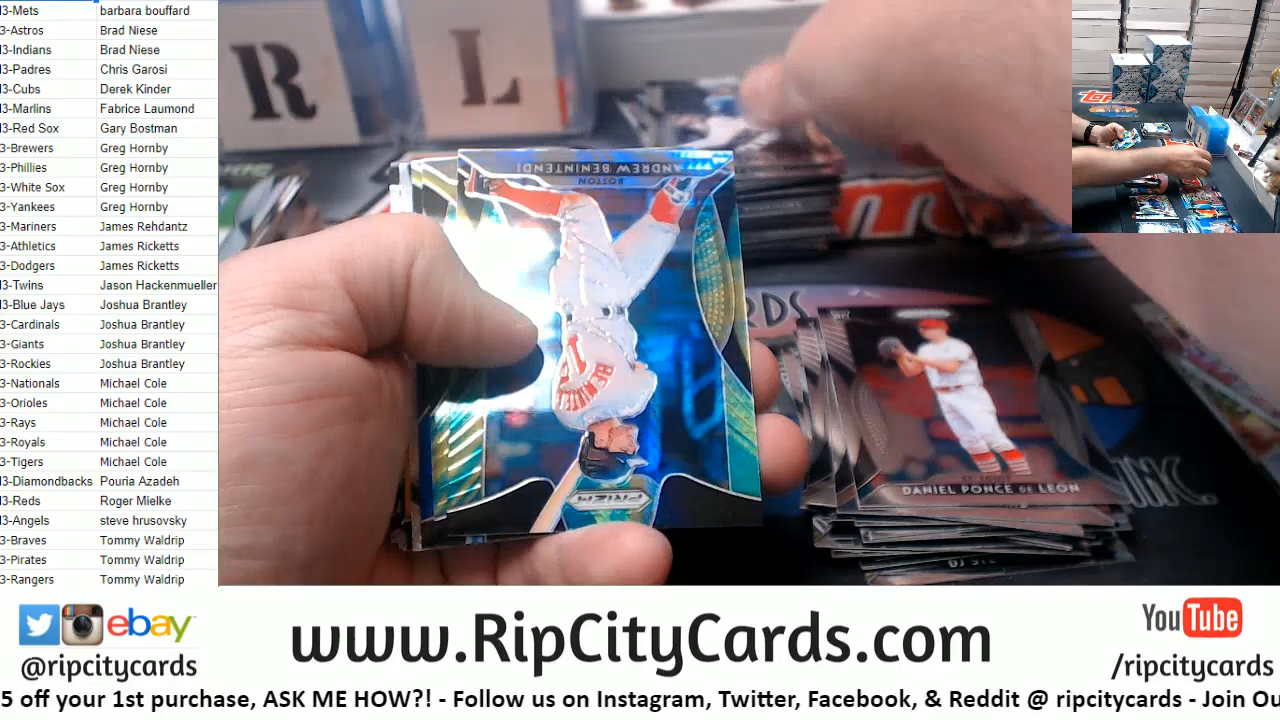 3-Mets barbara bouffard
3-Astros Brad Niese
3-Indians Brad Niese
3-Padres Chris Garosi
3-Cubs Derek Kinder
3-Marlins Fabrice Laumond
3-Red Sox Gary Bostman
3-Brewers Greg Hornby
3-Phillies Greg Hornby
3-White Sox Greg Hornby
3-Yankees Greg Hornby
3-Mariners James Rehdantz
3-Athletics James Ricketts
3-Dodgers James Ricketts
3-Twins Jason Hackenmueller
3-Blue Jays Joshua Brantley
3-Cardinals Joshua Brantley
3-Giants Joshua Brantley
3-Rockies Joshua Brantley
3-Nationals Michael Cole
3-Orioles Michael Cole
3-Rays Michael Cole
3-Royals Michael Cole
3-Tigers Michael Cole
3-Diamondbacks Pouria Azadeh
3-Reds Roger Mielke
3-Angels steve hrusovsky
3-Braves Tommy Waldrip
3-Pirates Tommy Waldrip
3-Rangers Tommy Waldrip
R L
ANDREW BENINTENDI
BOSTON
PRIZM
RDS
DANIEL PONCE DE LEON
INC.
topps
ebay
@ripcitycards
www.RipCityCards.com
YouTube
/ripcitycards
5 off your 1st purchase, ASK ME HOW?! - Follow us on Instagram, Twitter, Facebook, & Reddit @ ripcitycards - Join Ou